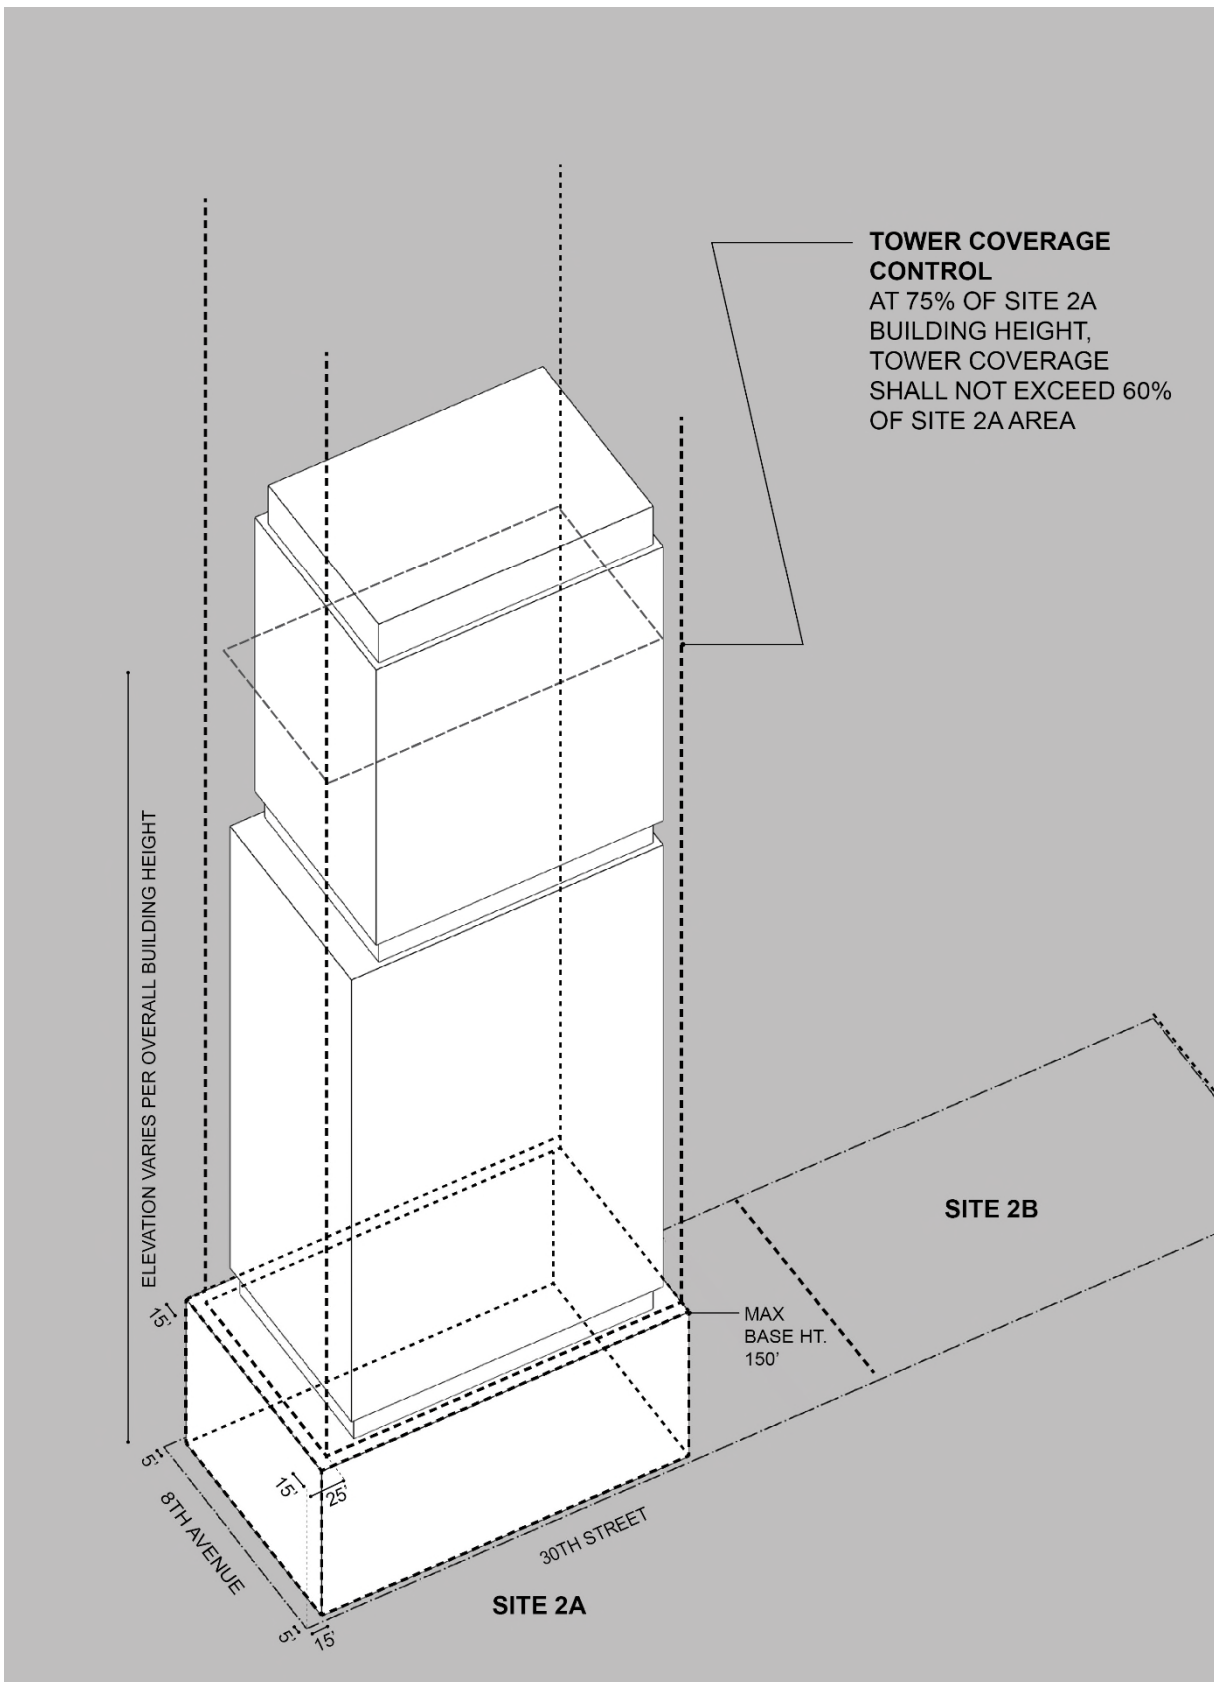 TOWER COVERAGE
CONTROL
AT 75% OF SITE 2A
BUILDING HEIGHT,
TOWER COVERAGE
SHALL NOT EXCEED 60%
OF SITE 2A AREA
ELEVATION VARIES PER OVERALL BUILDING HEIGHT
SITE 2B
15'
MAX
BASE HT.
150'
5'
15'
25'
8TH AVENUE
30TH STREET
SITE 2A
5'
15'